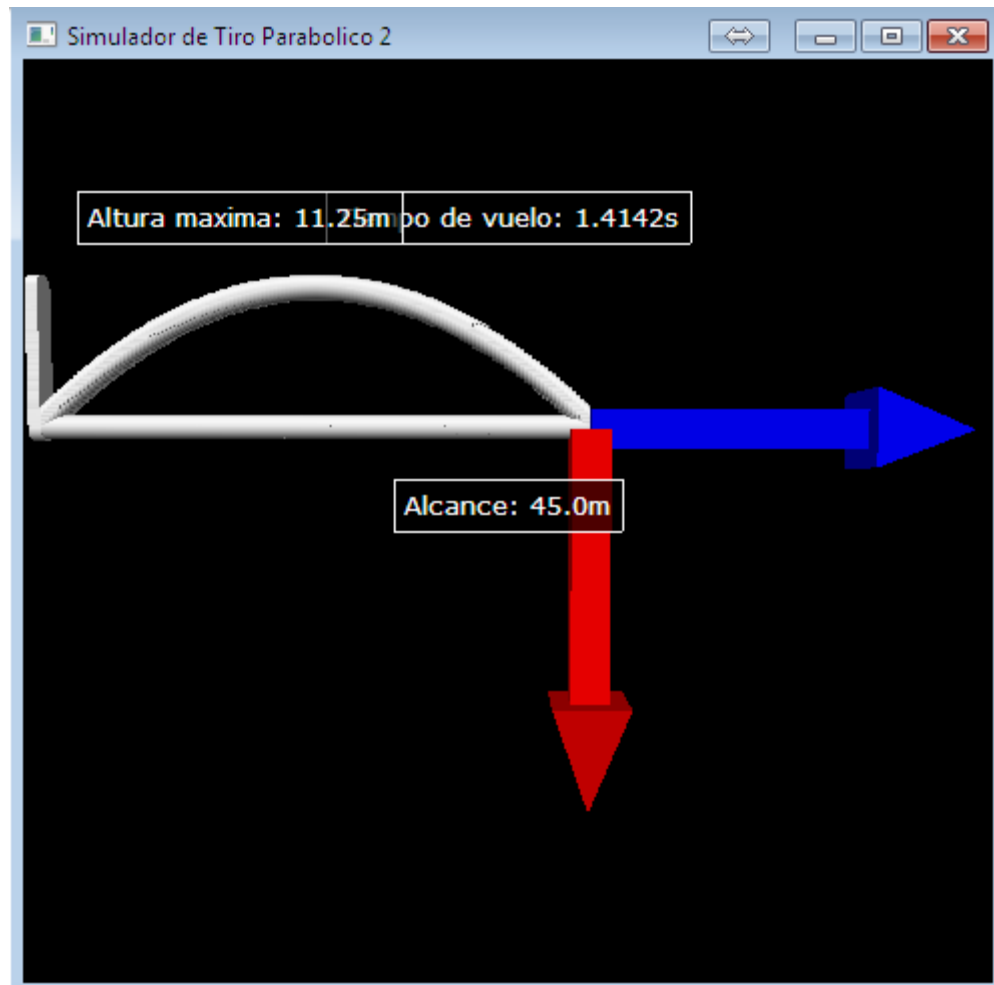 Simulador de Tiro Parabolico 2
Altura maxima: 11.25m
po de vuelo: 1.4142s
Alcance: 45.0m